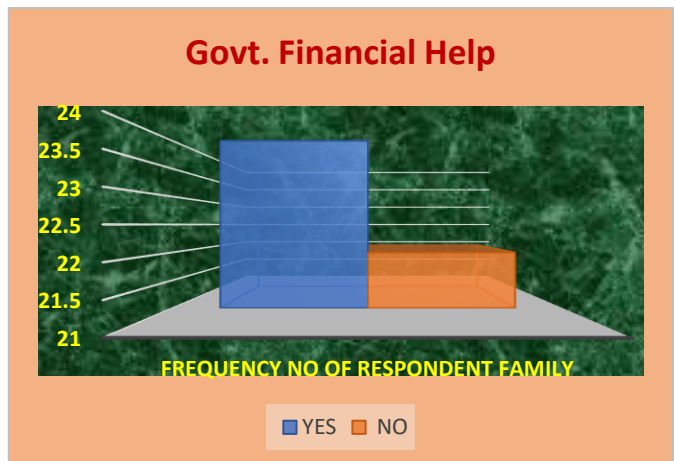 Govt. Financial Help
24
23.5
23
22.5
22
21.5
21
FREQUENCY NO OF RESPONDENT FAMILY
YES NO